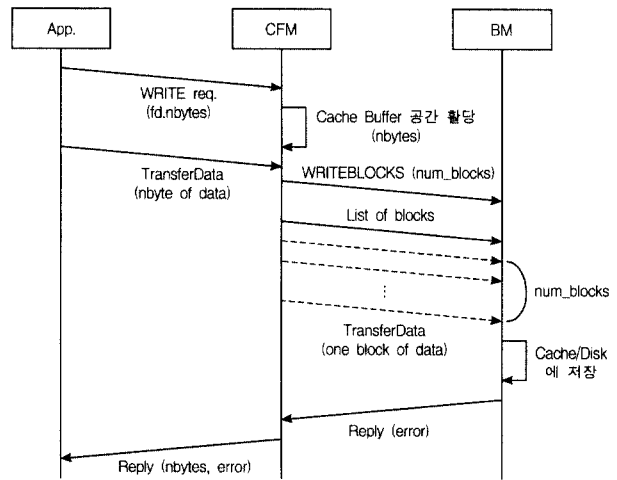 App.
CFM
BM
WRITE req.
(fd.nbytes)
Cache Buffer 공간 활당
(nbytes)
TransferData
(nbyte of data)
WRITEBLOCKS (num_blocks)
List of blocks
num_blocks
TransferData
(one block of data)
Cache/Disk
에 저장
Reply (error)
Reply (nbytes, error)